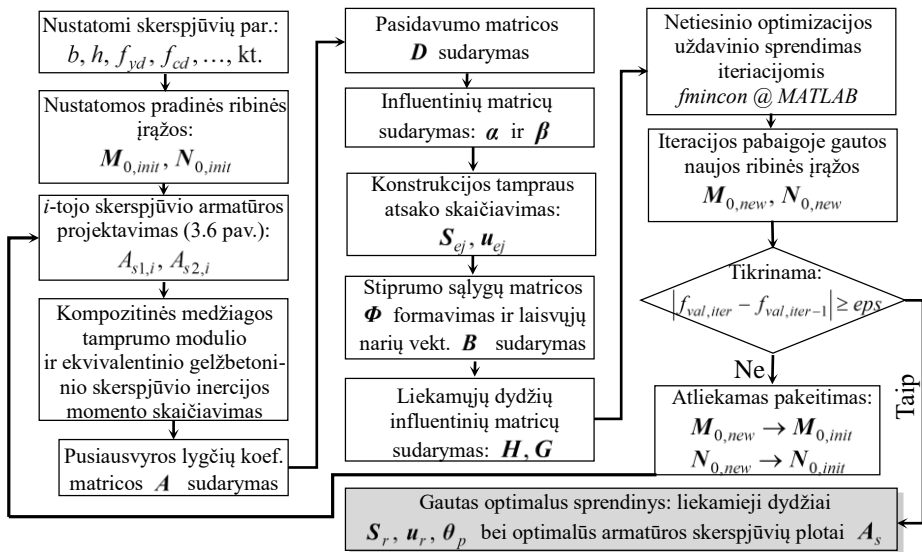 Nustatomi skerspjūvių par.:
b, h, f_yd, f_cd, …, kt.
Nustatomos pradinės ribinės
įrąžos:
M_0,init, N_0,init
i-tojo skerspjūvio armatūros
projektavimas (3.6 pav.):
A_s1,i, A_s2,i
Kompozitinės medžiagos
tamprumo modulio
ir ekvivalentinio gelžbetoni-
nio skerspjūvio inercijos
momento skaičiavimas
Pusiausvyros lygčių koef.
matricos A sudarymas
Pasidavumo matricos
D sudarymas
Influentinių matricų
sudarymas: α ir β
Konstrukcijos tampraus
atsako skaičiavimas:
S_ej, u_ej
Stiprumo sąlygų matricos
Φ formavimas ir laisvųjų
narių vekt. B sudarymas
Liekamųjų dydžių
influentinių matricų
sudarymas: H, G
Netiesinio optimizacijos
uždavinio sprendimas
iteriacijomis
fmincon @ MATLAB
Iteracijos pabaigoje gautos
naujos ribinės įrąžos
M_0,new, N_0,new
Tikrinama:
|f_val,iter − f_val,iter−1| ≥ eps
Ne
Taip
Atliekamas pakeitimas:
M_0,new → M_0,init
N_0,new → N_0,init
Gautas optimalus sprendinys: liekamieji dydžiai
S_r, u_r, θ_p bei optimalūs armatūros skerspjūvių plotai A_s